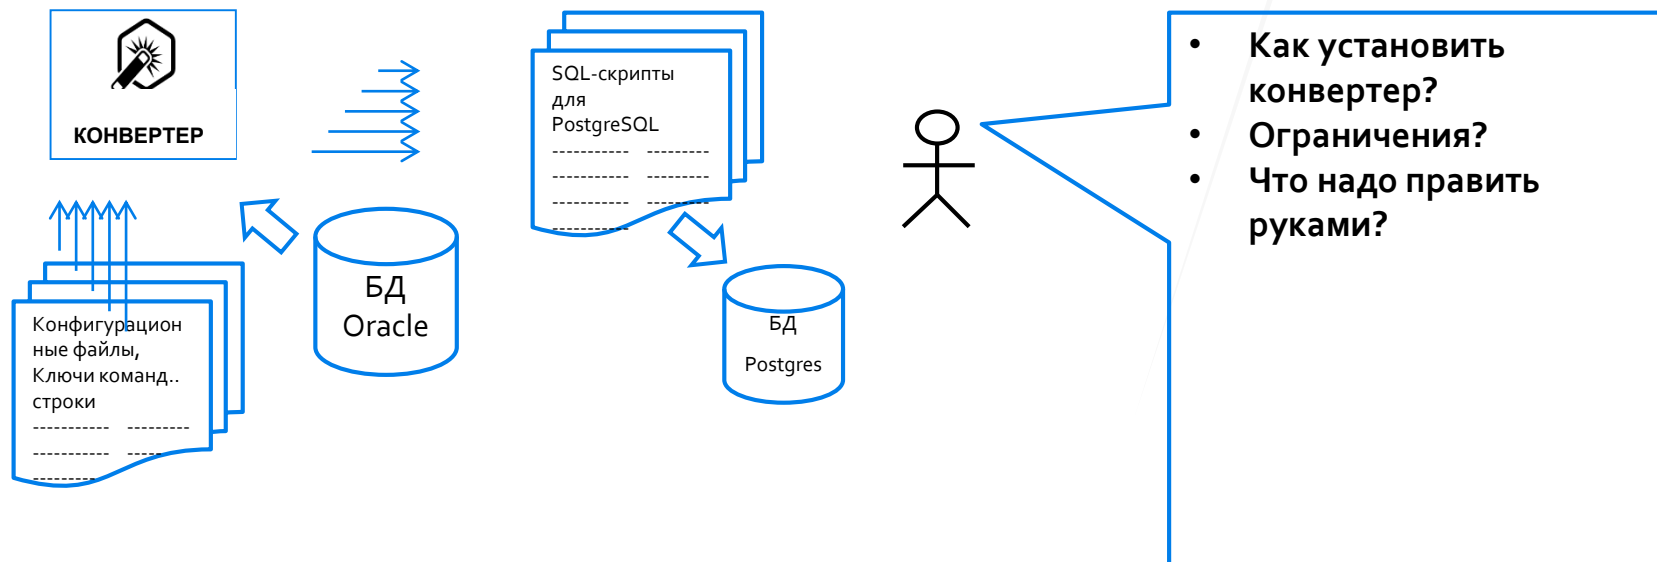 КОНВЕРТЕР
SQL-скрипты
для
PostgreSQL
----------- ---------
----------- ---------
----------- ---------
-----------
• Как установить
конвертер?
• Ограничения?
• Что надо править
руками?
Конфигурацион
ные файлы,
Ключи команд..
строки
----------- ---------
----------- -----
---------
БД
Oracle
БД
Postgres